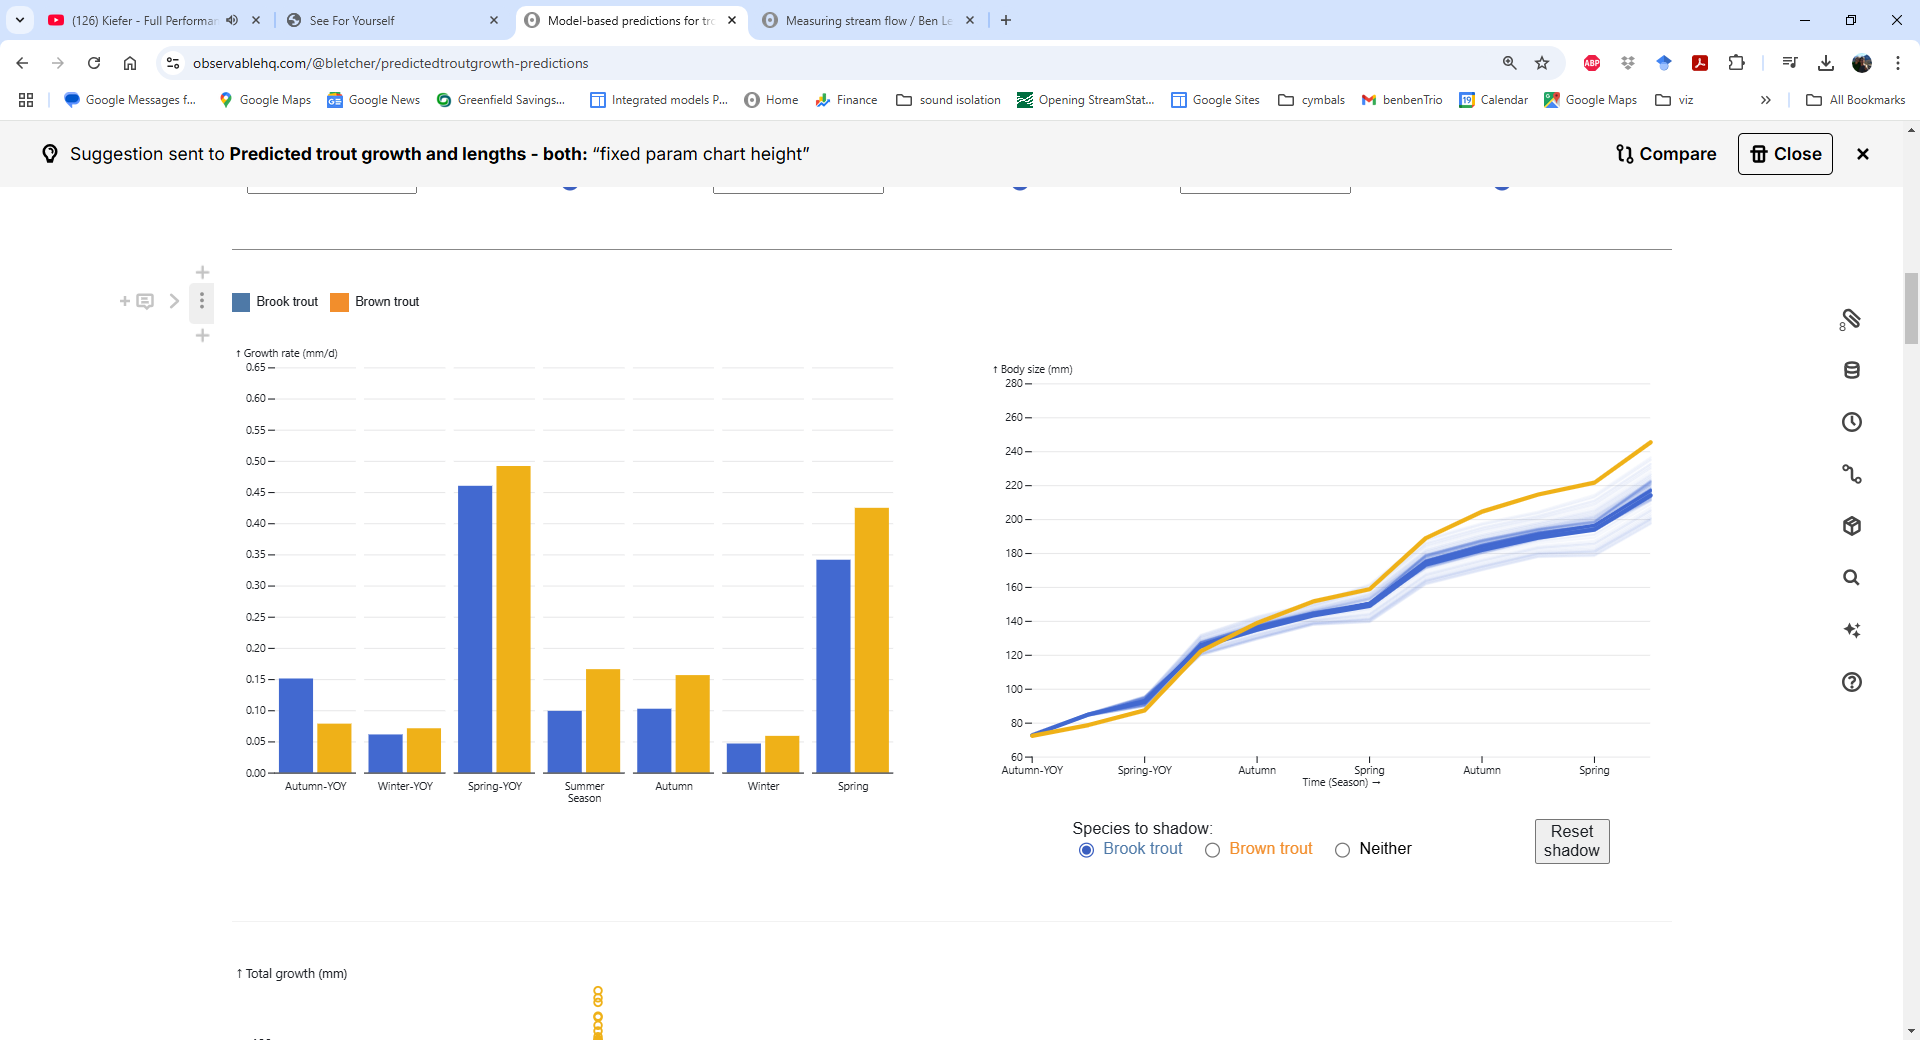 (126) Kiefer - Full Performan
See For Yourself
Model-based predictions for tro
Measuring stream flow / Ben Le
observablehq.com/@bletcher/predictedtroutgrowth-predictions
ABP
Google Messages f...
Google Maps
Google News
Greenfield Savings...
Integrated models P...
Home
Finance
sound isolation
Opening StreamStat...
Google Sites
cymbals
benbenTrio
19
Calendar
Google Maps
viz
All Bookmarks
Suggestion sent to Predicted trout growth and lengths - both: “fixed param chart height”
Compare
Close
Brook trout
Brown trout
↑ Growth rate (mm/d)
0.65
0.60
0.55
0.50
0.45
0.40
0.35
0.30
0.25
0.20
0.15
0.10
0.05
0.00
Autumn-YOY
Winter-YOY
Spring-YOY
Summer
Autumn
Winter
Spring
Season
↑ Body size (mm)
280
260
240
220
200
180
160
140
120
100
80
60
Autumn-YOY
Spring-YOY
Autumn
Spring
Autumn
Spring
Time (Season) →
Species to shadow:
Brook trout
Brown trout
Neither
Reset
shadow
8
↑ Total growth (mm)